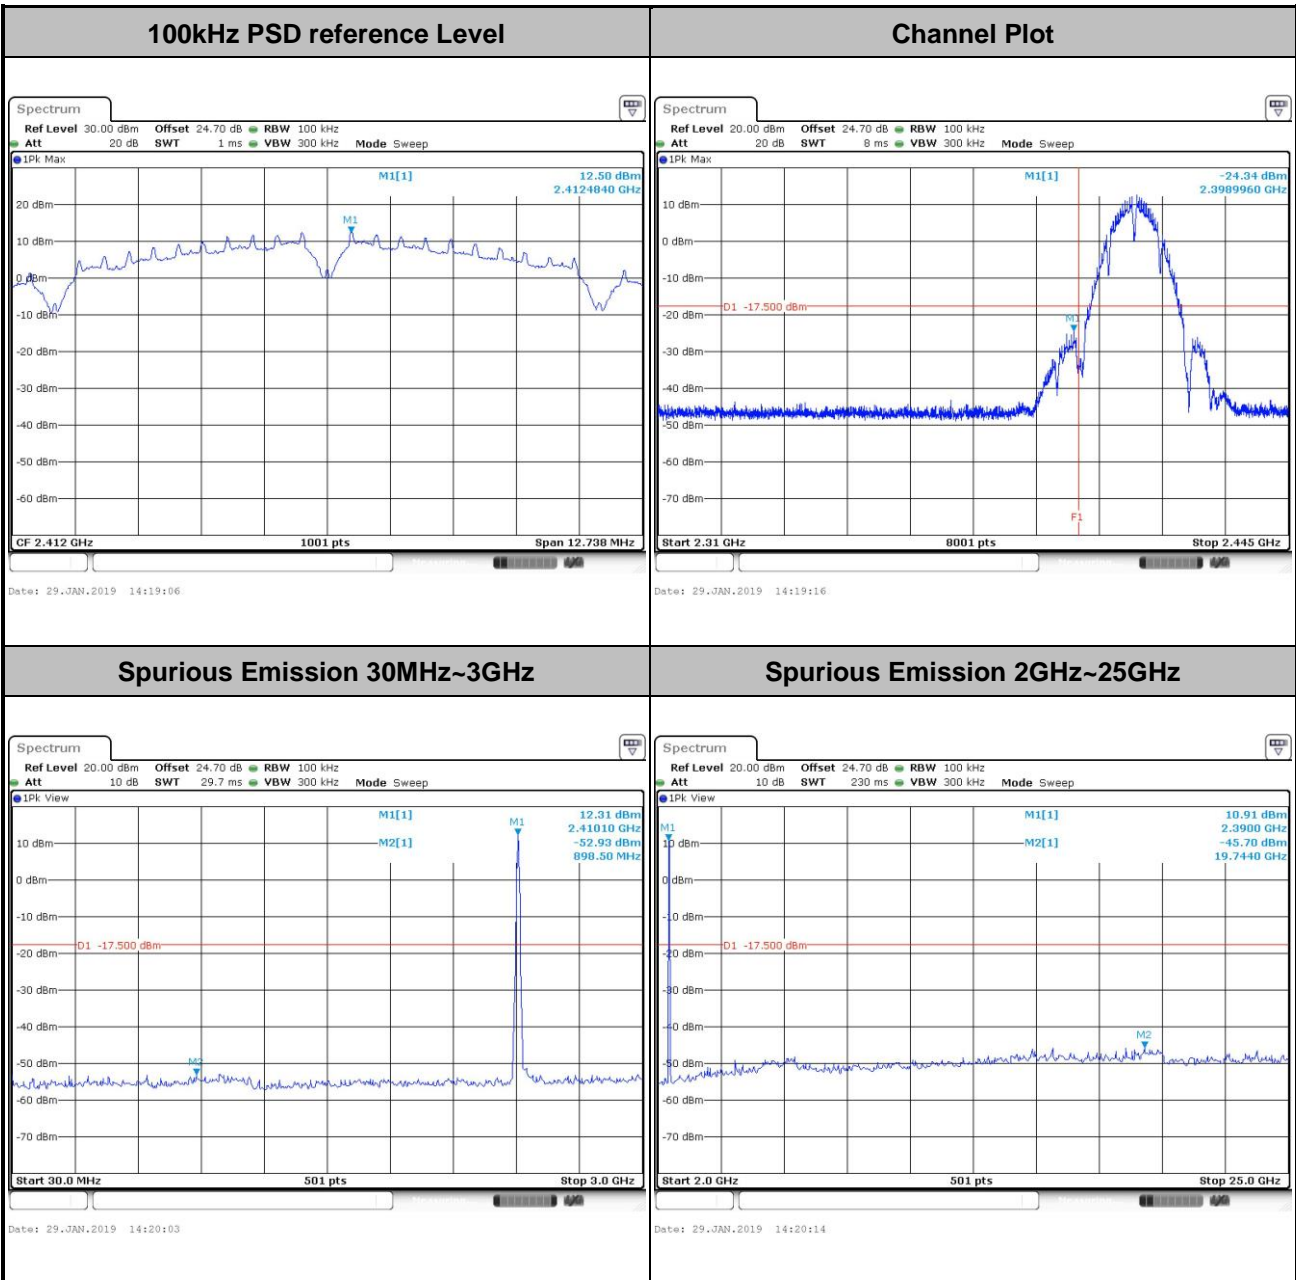 100kHz PSD reference Level
Channel Plot
Spectrum
Ref Level 30.00 dBm Offset 24.70 dB RBW 100 kHz
Att 20 dB SWT 1 ms VBW 300 kHz Mode Sweep
1Pk Max
M1[1] 12.50 dBm
2.4124840 GHz
M1
20 dBm
10 dBm
0 dBm
-10 dBm
-20 dBm
-30 dBm
-40 dBm
-50 dBm
-60 dBm
CF 2.412 GHz 1001 pts Span 12.738 MHz
Date: 29.JAN.2019 14:19:06
Spectrum
Ref Level 20.00 dBm Offset 24.70 dB RBW 100 kHz
Att 20 dB SWT 8 ms VBW 300 kHz Mode Sweep
1Pk Max
M1[1] -24.34 dBm
2.3989960 GHz
10 dBm
0 dBm
-10 dBm
D1 -17.500 dBm
-20 dBm
M1
-30 dBm
-40 dBm
-50 dBm
-60 dBm
-70 dBm
F1
Start 2.31 GHz 8001 pts Stop 2.445 GHz
Date: 29.JAN.2019 14:19:16
Spurious Emission 30MHz~3GHz
Spurious Emission 2GHz~25GHz
Spectrum
Ref Level 20.00 dBm Offset 24.70 dB RBW 100 kHz
Att 10 dB SWT 29.7 ms VBW 300 kHz Mode Sweep
1Pk View
M1[1] 12.31 dBm
2.41010 GHz
M2[1] -52.93 dBm
898.50 MHz
M1
10 dBm
0 dBm
-10 dBm
D1 -17.500 dBm
-20 dBm
-30 dBm
-40 dBm
-50 dBm
M2
-60 dBm
-70 dBm
Start 30.0 MHz 501 pts Stop 3.0 GHz
Date: 29.JAN.2019 14:20:03
Spectrum
Ref Level 20.00 dBm Offset 24.70 dB RBW 100 kHz
Att 10 dB SWT 230 ms VBW 300 kHz Mode Sweep
1Pk View
M1[1] 10.91 dBm
2.3900 GHz
M2[1] -45.70 dBm
19.7440 GHz
M1
10 dBm
0 dBm
-10 dBm
D1 -17.500 dBm
-20 dBm
-30 dBm
-40 dBm
M2
-50 dBm
-60 dBm
-70 dBm
Start 2.0 GHz 501 pts Stop 25.0 GHz
Date: 29.JAN.2019 14:20:14